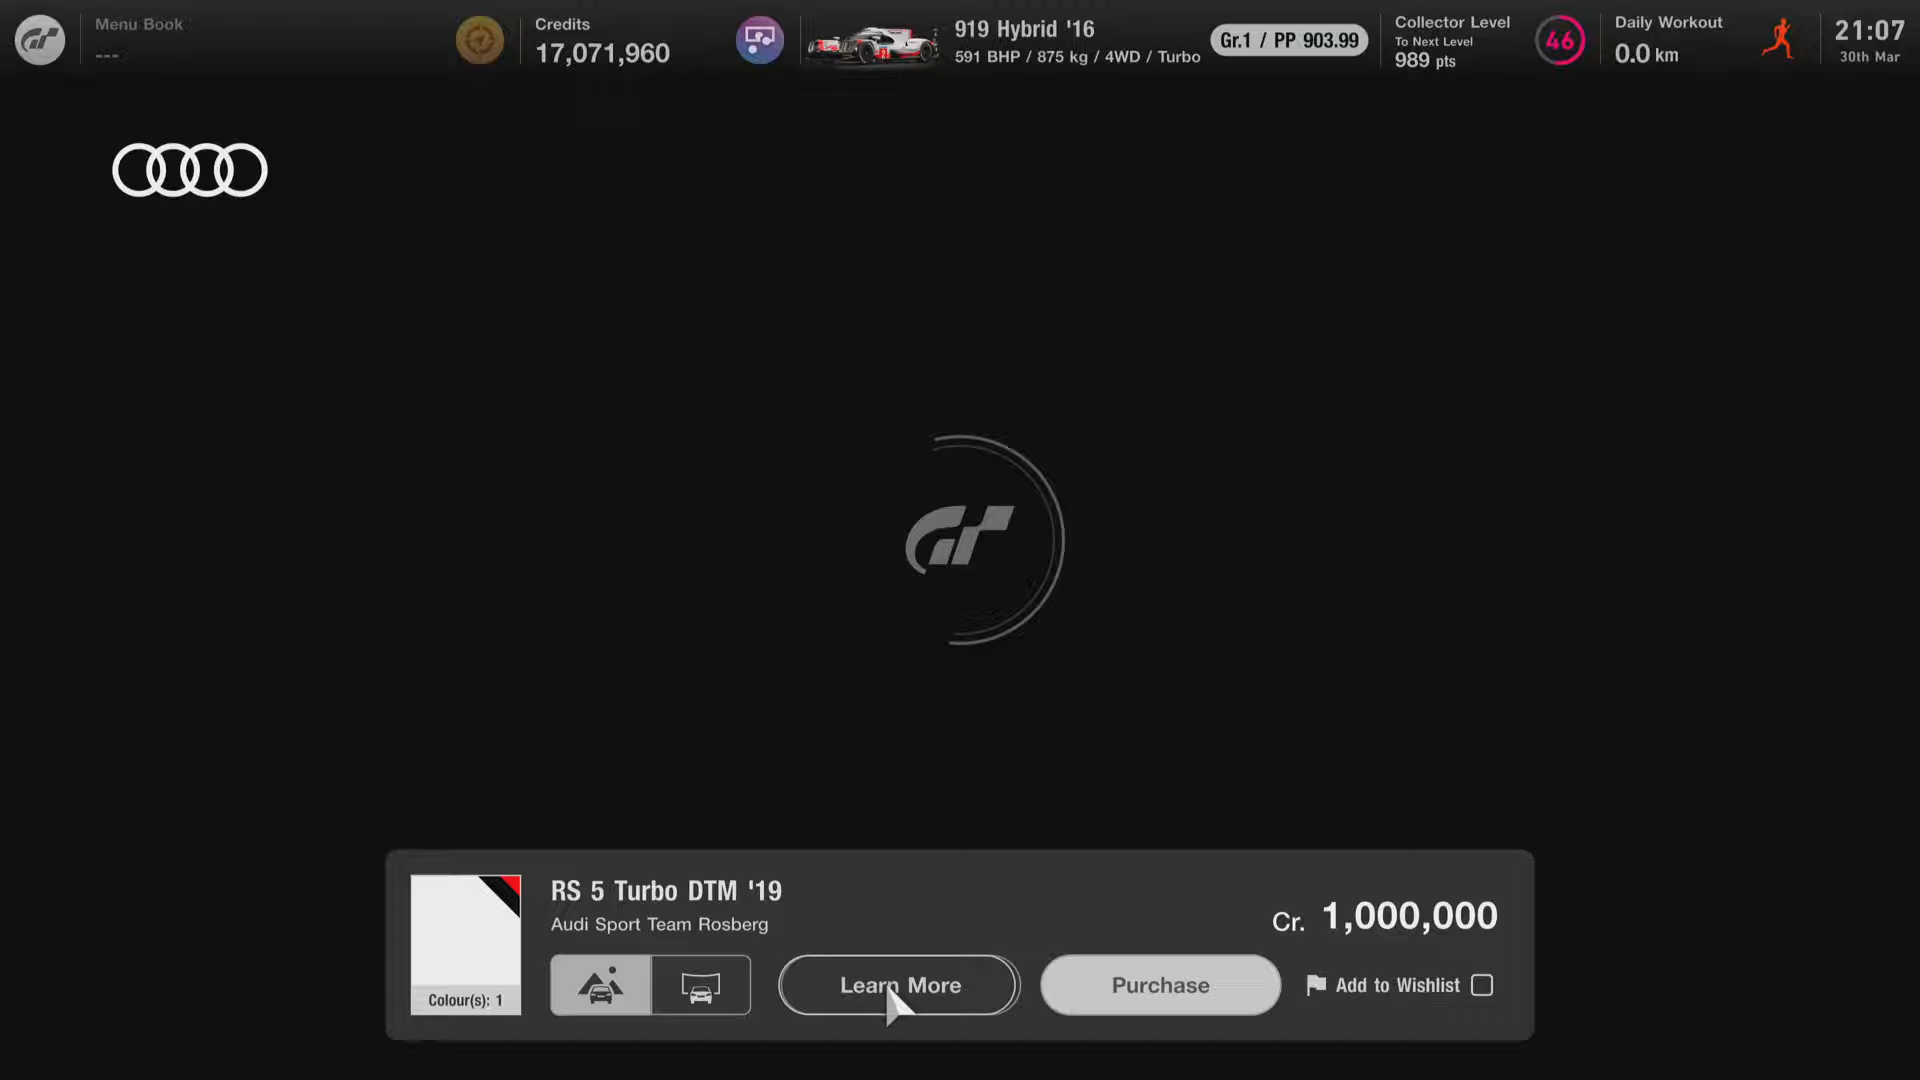 Menu Book
---
Credits
17,071,960
919 Hybrid '16
591 BHP / 875 kg / 4WD / Turbo
Gr.1 / PP 903.99
Collector Level
To Next Level
989 pts
46
Daily Workout
0.0 km
21:07
30th Mar
RS 5 Turbo DTM '19
Audi Sport Team Rosberg
Cr. 1,000,000
Colour(s): 1
Learn More
Purchase
Add to Wishlist